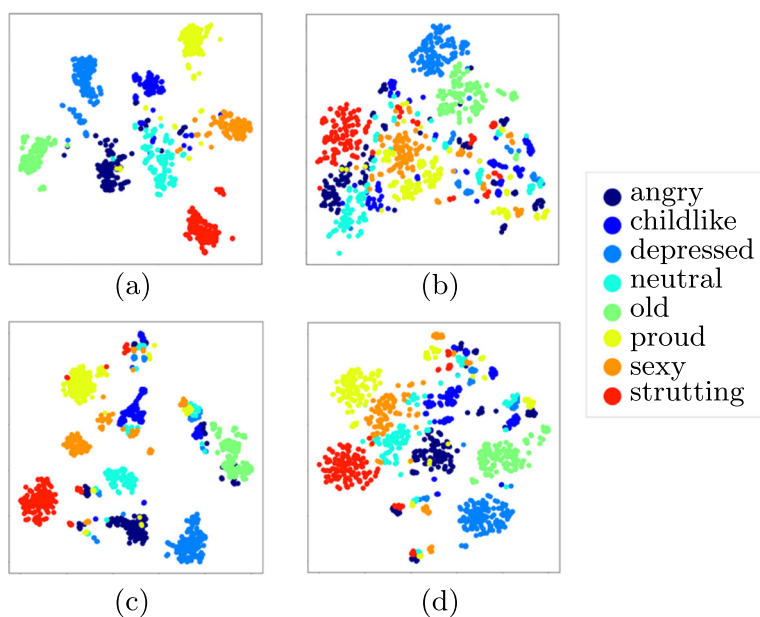 (a)
(b)
angry
childlike
depressed
neutral
old
proud
sexy
strutting
(c)
(d)